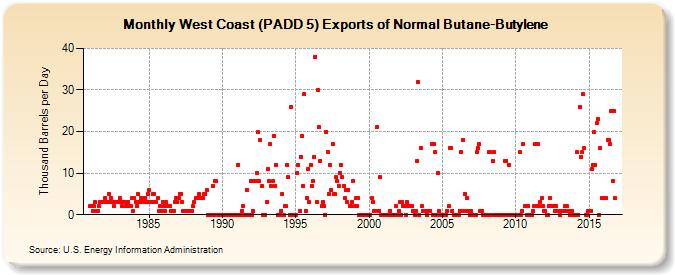 Monthly West Coast (PADD 5) Exports of Normal Butane-Butylene
Thousand Barrels per Day
40
30
20
10
0
1985 1990 1995 2000 2005 2010 2015
Source: U.S. Energy Information Administration